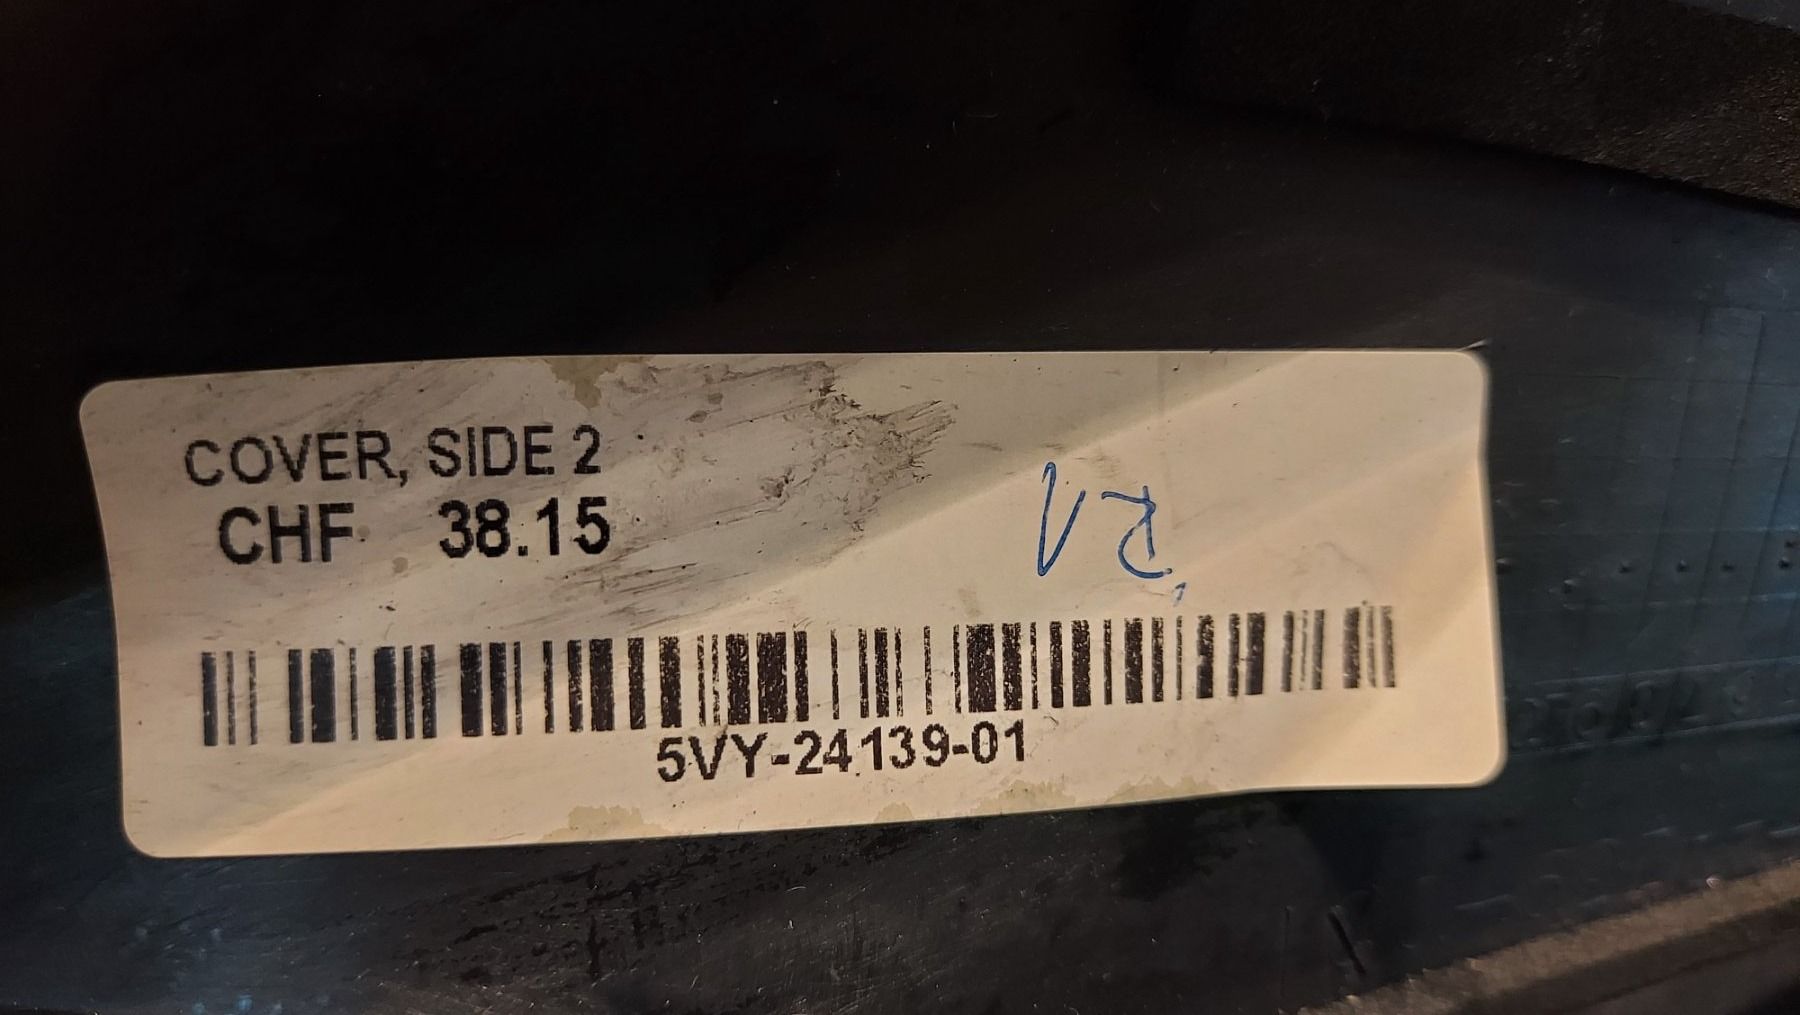 COVER, SIDE 2
CHF 38.15
5VY-24139-01